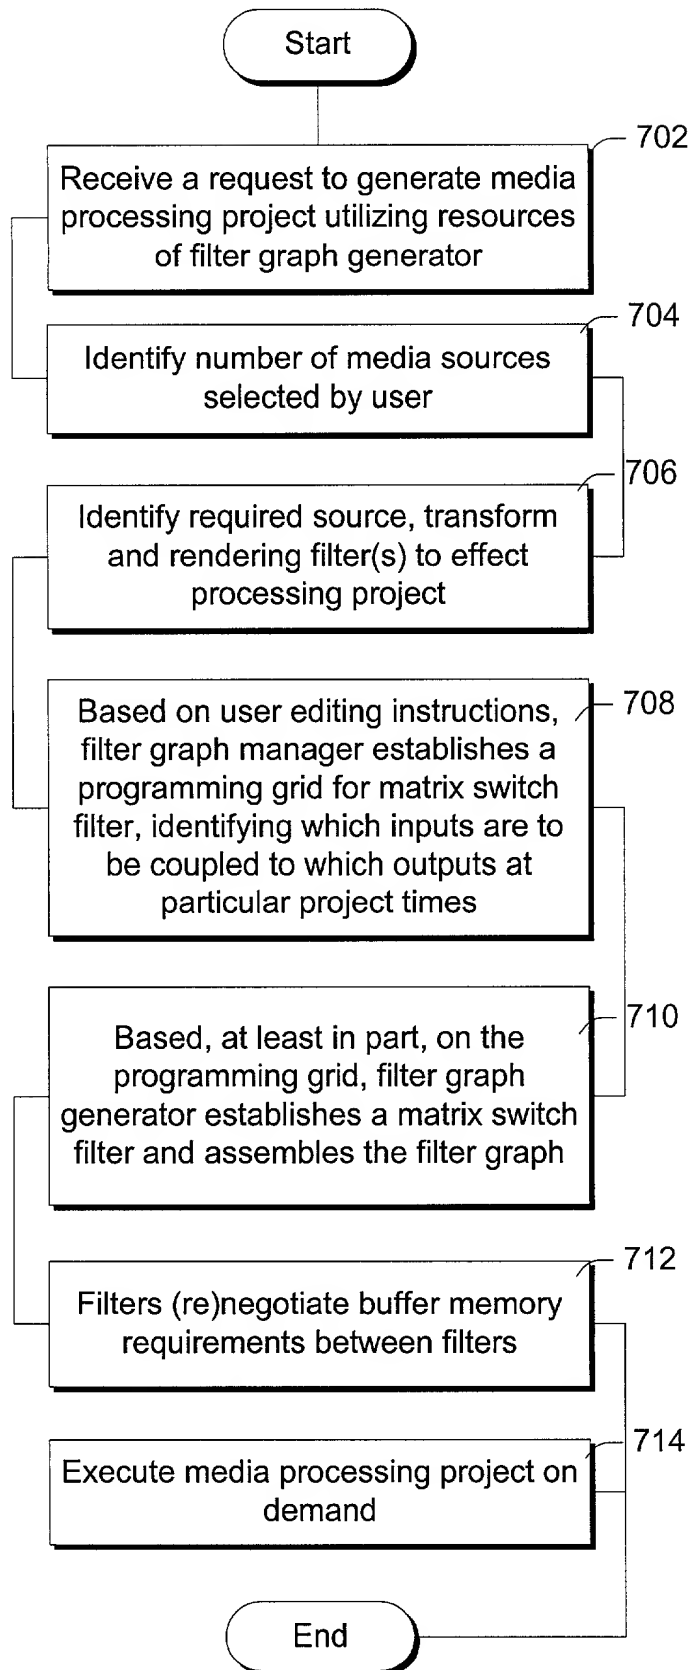 Start
702
Receive a request to generate media
processing project utilizing resources
of filter graph generator
704
Identify number of media sources
selected by user
706
Identify required source, transform
and rendering filter(s) to effect
processing project
708
Based on user editing instructions,
filter graph manager establishes a
programming grid for matrix switch
filter, identifying which inputs are to
be coupled to which outputs at
particular project times
710
Based, at least in part, on the
programming grid, filter graph
generator establishes a matrix switch
filter and assembles the filter graph
712
Filters (re)negotiate buffer memory
requirements between filters
714
Execute media processing project on
demand
End